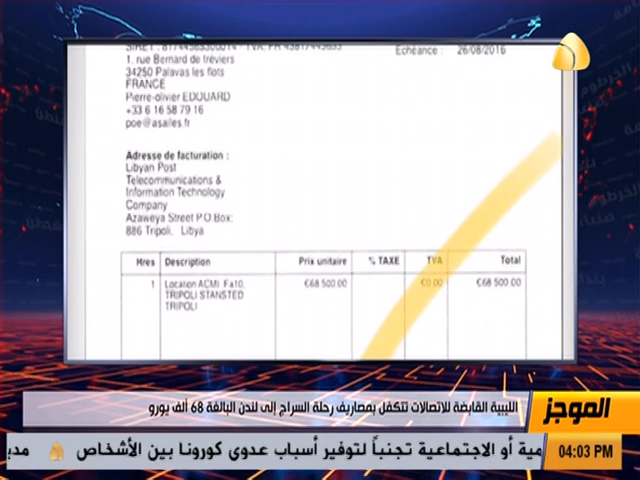 Echéance : 26/08/2016
1, rue Bernard de tréviers
34250 Palavas les flots
FRANCE
Pierre-olivier EDOUARD
+33 6 16 58 79 16
poe@asailes.fr
Adresse de facturation :
Libyan Post
Telecommunications &
Information Technology
Company
Azaweya Street P.O.Box:
886 Tripoli, Libya
Hres Description Prix unitaire % TAXE TVA Total
1 Location ACMI Fa10, €68 500.00 €0.00 €68 500.00
TRIPOLI STANSTED
TRIPOLI
الموجز
الليبية القابضة للاتصالات تتكفل بمصاريف رحلة السراج إلى لندن البالغة 68 ألف يورو
04:03 PM
مية أو الاجتماعية تجنباً لتوفير أسباب عدوي كورونا بين الأشخاص